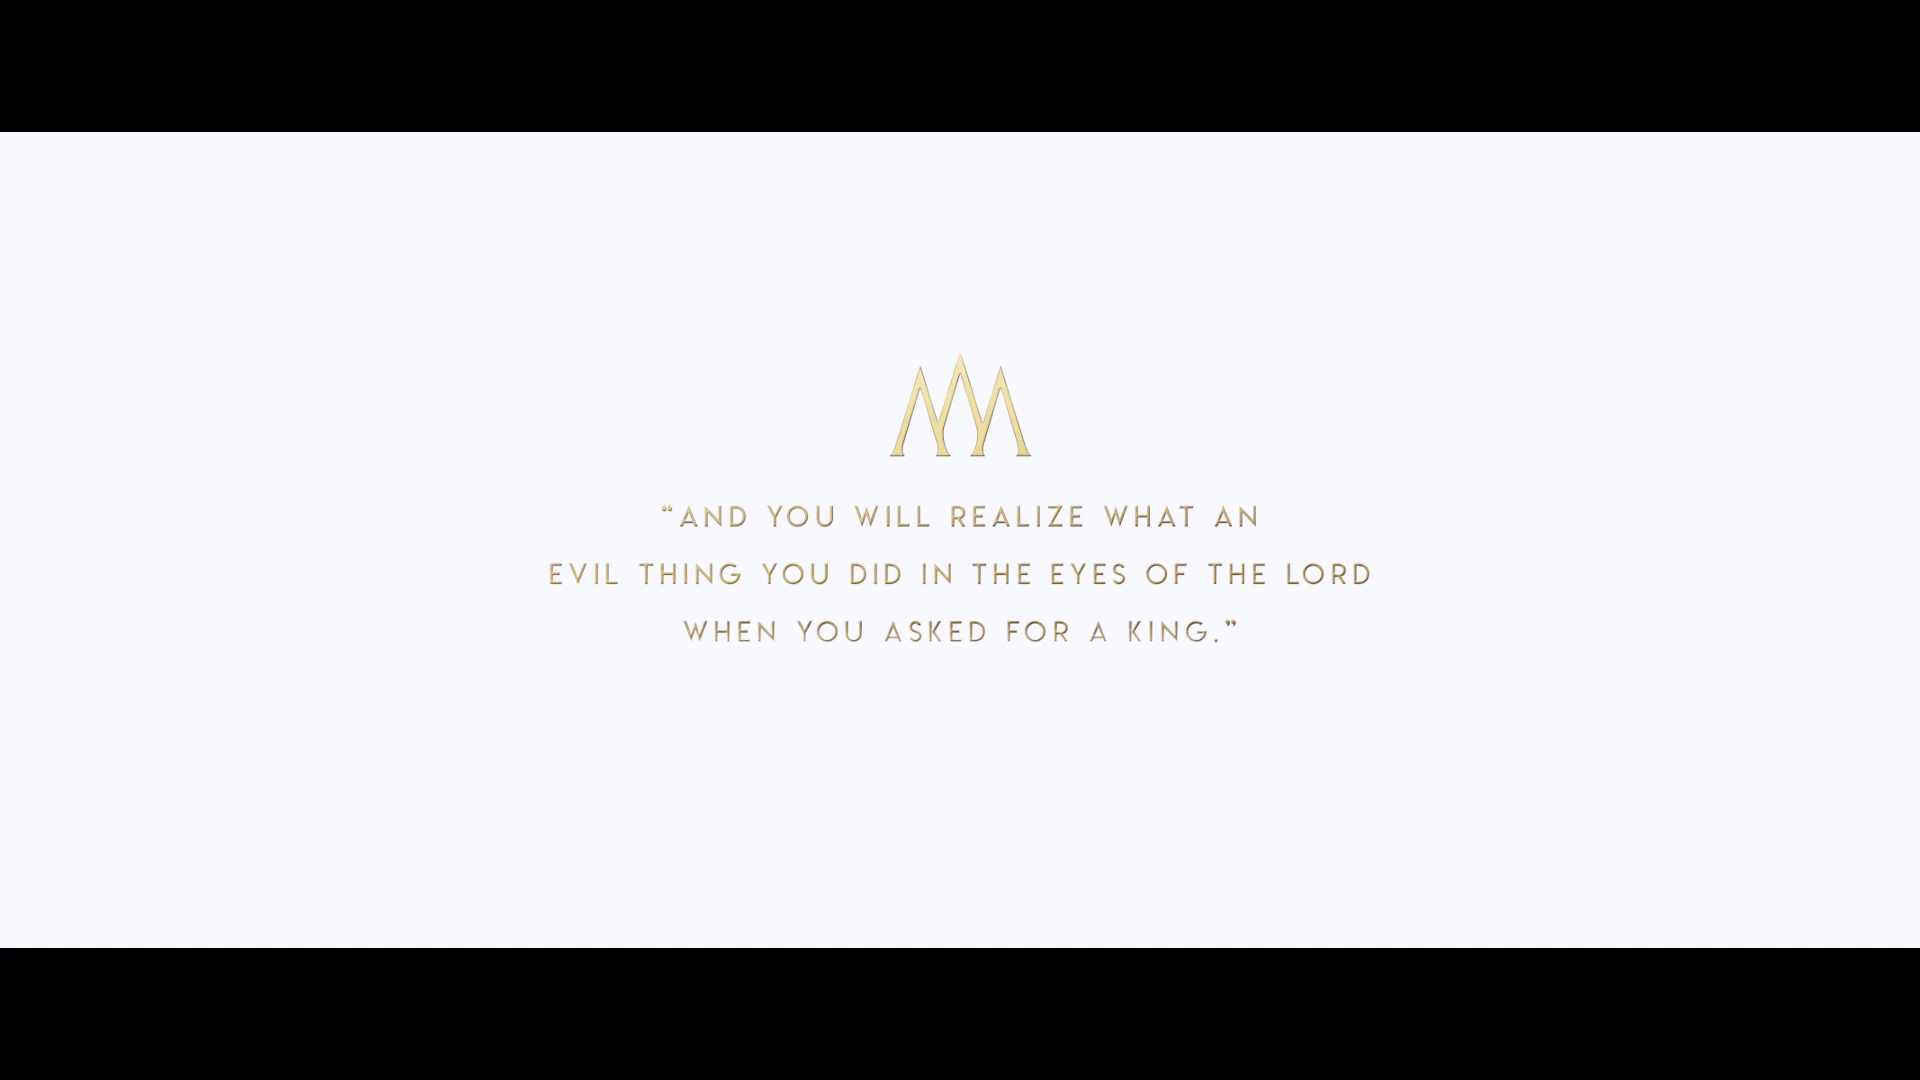 “AND YOU WILL REALIZE WHAT AN
EVIL THING YOU DID IN THE EYES OF THE LORD
WHEN YOU ASKED FOR A KING.”